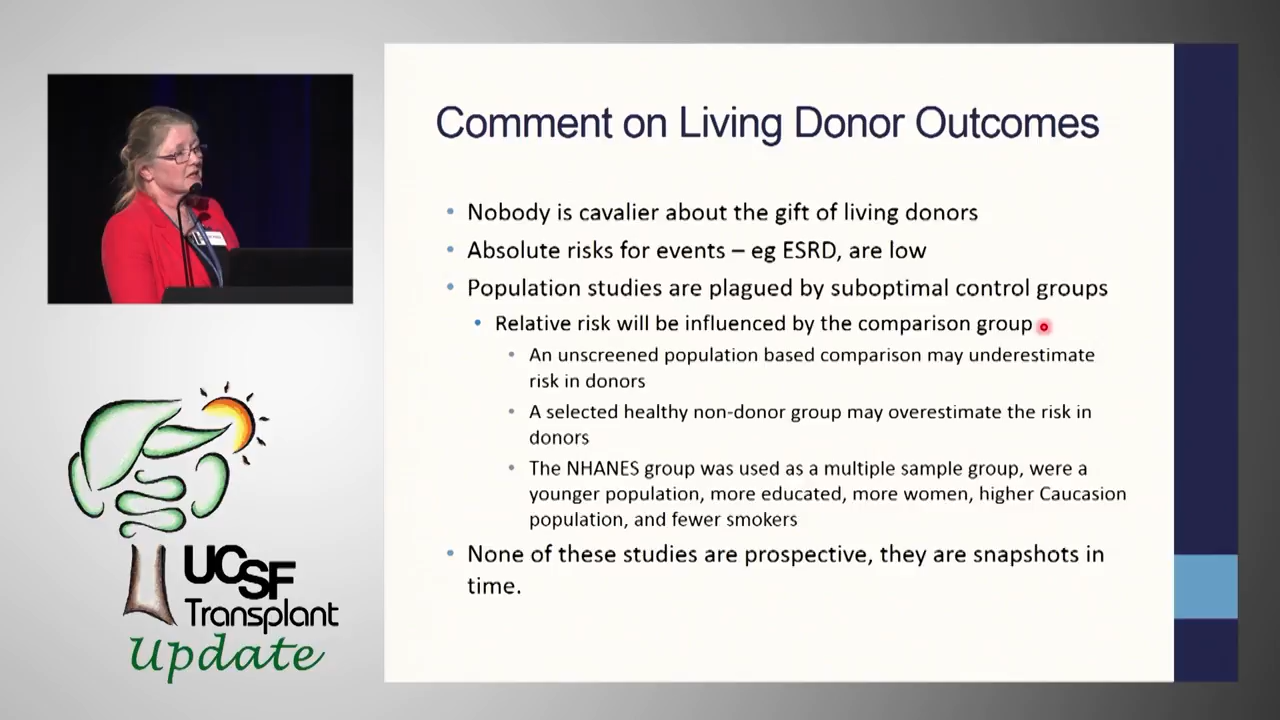 Comment on Living Donor Outcomes
Nobody is cavalier about the gift of living donors
Absolute risks for events – eg ESRD, are low
Population studies are plagued by suboptimal control groups
Relative risk will be influenced by the comparison group
An unscreened population based comparison may underestimate
risk in donors
A selected healthy non-donor group may overestimate the risk in
donors
The NHANES group was used as a multiple sample group, were a
younger population, more educated, more women, higher Caucasion
population, and fewer smokers
None of these studies are prospective, they are snapshots in
time.
UCSF
Transplant
Update